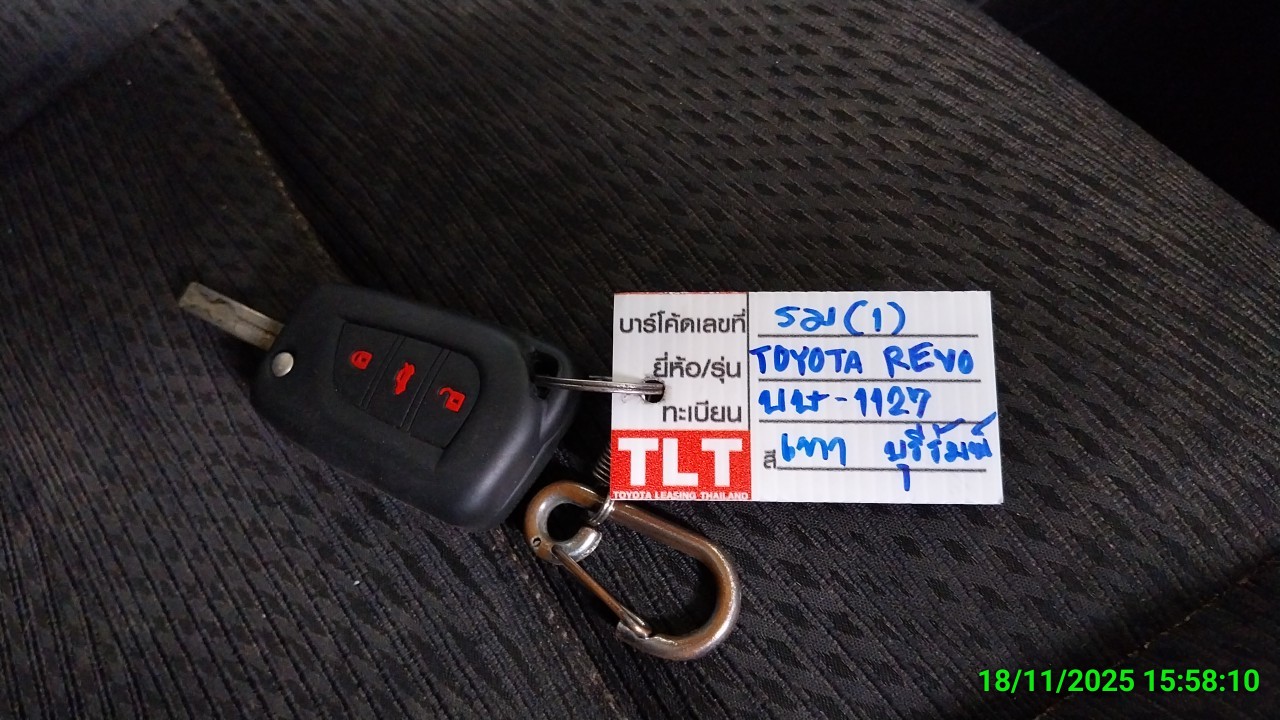 บาร์โค้ดเลขที่ รม (1)
ยี่ห้อ/รุ่น TOYOTA REVO
ทะเบียน บบ-1127
TLT สี เทา บุรีรัมย์
TOYOTA LEASING THAILAND
18/11/2025 15:58:10